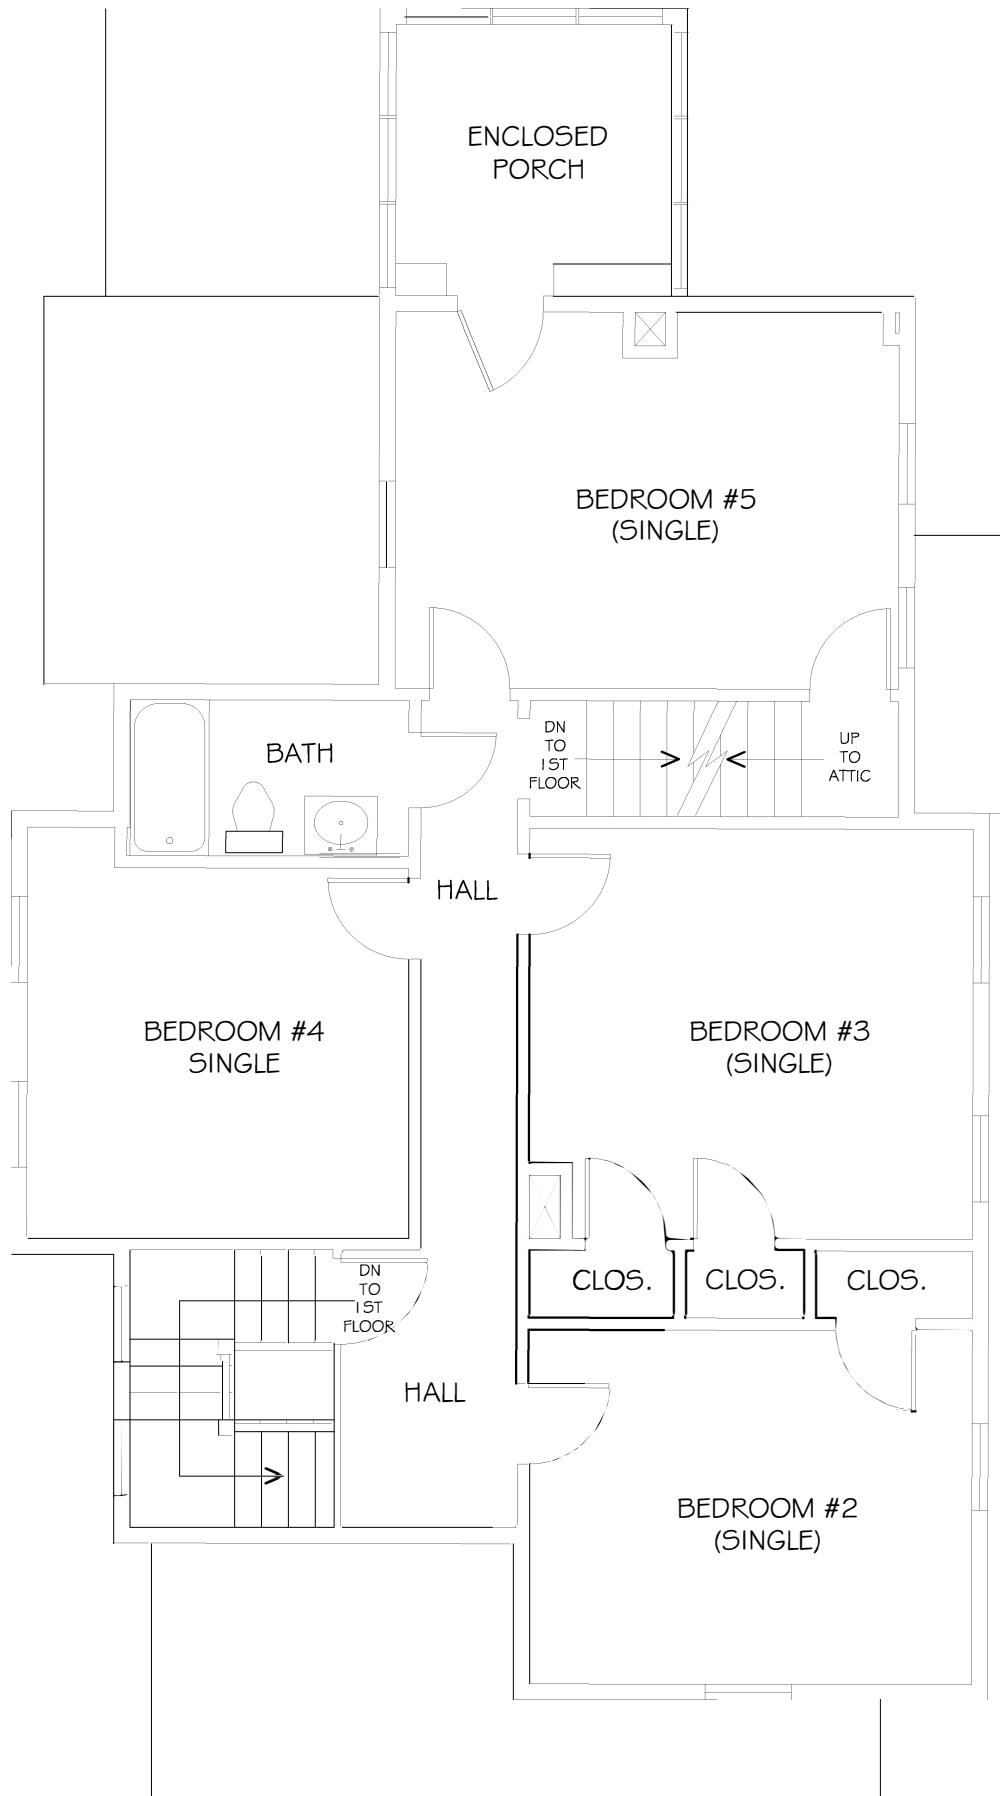 ENCLOSED
PORCH
BEDROOM #5
(SINGLE)
DN
TO
1ST
FLOOR
UP
TO
ATTIC
BATH
HALL
BEDROOM #4
SINGLE
BEDROOM #3
(SINGLE)
DN
TO
1ST
FLOOR
CLOS.
CLOS.
CLOS.
HALL
BEDROOM #2
(SINGLE)